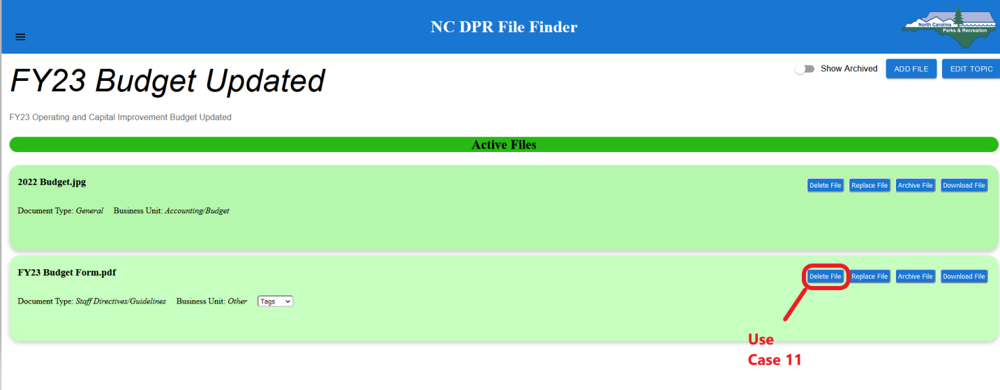 NC DPR File Finder
North Carolina
Parks & Recreation
FY23 Budget Updated
Show Archived
ADD FILE
EDIT TOPIC
FY23 Operating and Capital Improvement Budget Updated
Active Files
2022 Budget.jpg
Delete File
Replace File
Archive File
Download File
Document Type: General Business Unit: Accounting/Budget
FY23 Budget Form.pdf
Delete File
Replace File
Archive File
Download File
Document Type: Staff Directives/Guidelines Business Unit: Other
Tags
Use
Case 11